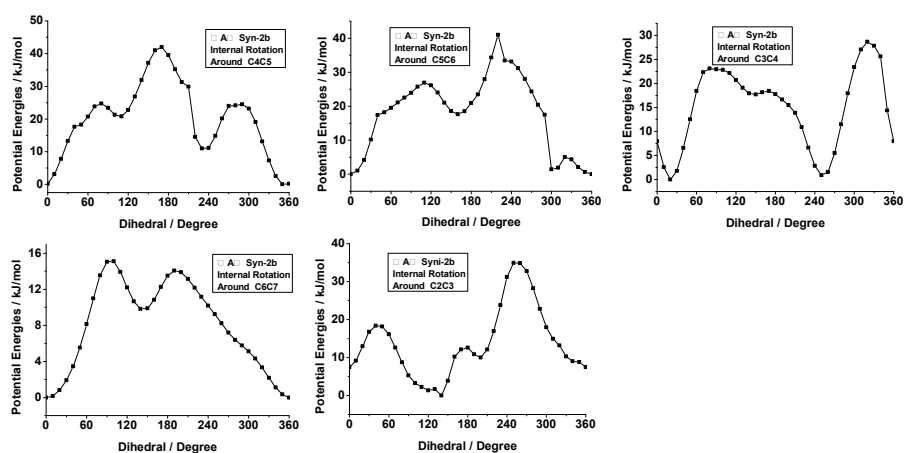 Potential Energies / kJ/mol
50
40
30
20
10
0
□ A□ Syn-2b
Internal Rotation
Around C4C5
0 60 120 180 240 300 360
Dihedral / Degree
Potential Energies / kJ/mol
40
30
20
10
0
□ A□ Syn-2b
Internal Rotation
Around C5C6
0 60 120 180 240 300 360
Dihedral / Degree
Potential Energies / kJ/mol
30
25
20
15
10
5
0
□ A□ Syn-2b
Internal Rotation
Around C3C4
0 60 120 180 240 300 360
Dihedral / Degree
Potential Energies / kJ/mol
16
12
8
4
0
□ A□ Syn-2b
Internal Rotation
Around C6C7
0 60 120 180 240 300 360
Dihedral / Degree
Potential Energies / kJ/mol
40
30
20
10
0
□ A□ Syni-2b
Internal Rotation
Around C2C3
0 60 120 180 240 300 360
Dihedral / Degree